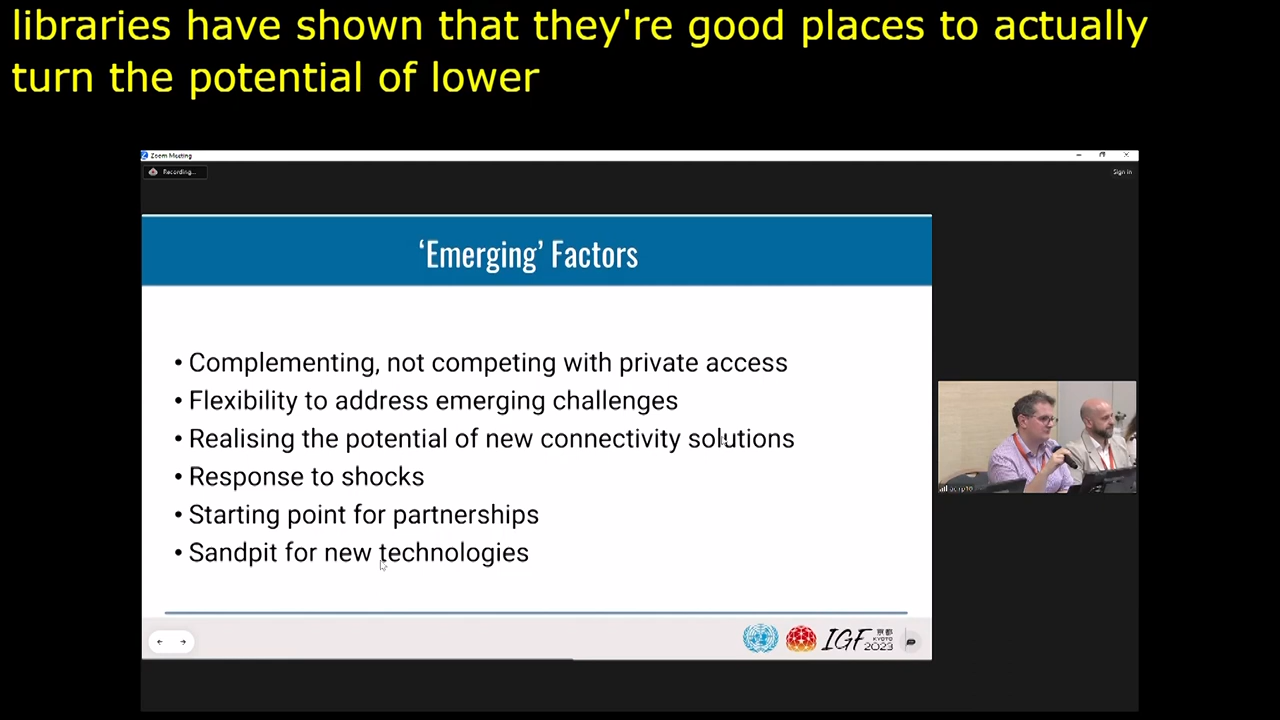 libraries have shown that they're good places to actually
turn the potential of lower
Zoom Meeting
Recording...
Sign in
‘Emerging’ Factors
• Complementing, not competing with private access
• Flexibility to address emerging challenges
• Realising the potential of new connectivity solutions
• Response to shocks
• Starting point for partnerships
• Sandpit for new technologies
IGF 京都 KYOTO 2023